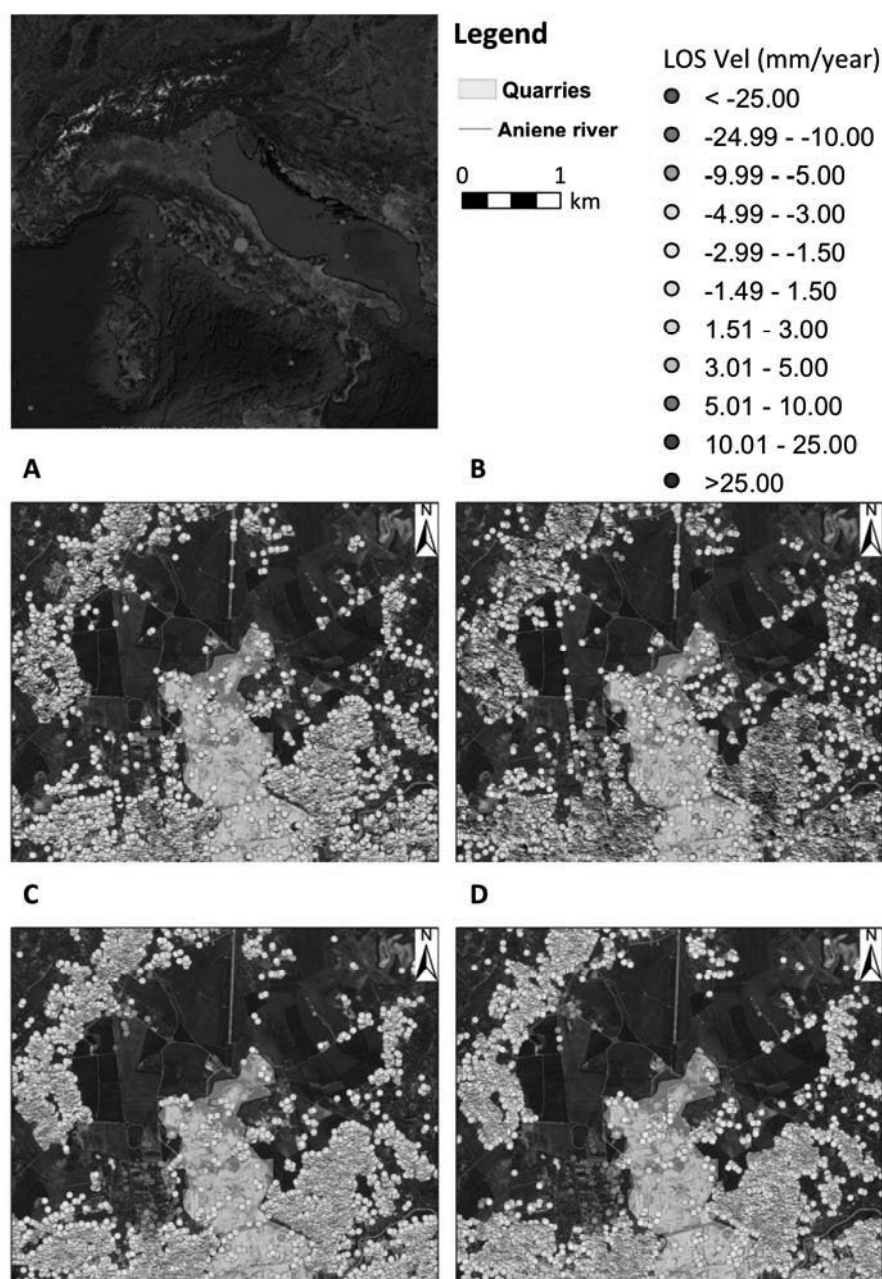 Legend
Quarries
Aniene river
0 1
km
LOS Vel (mm/year)
< -25.00
-24.99 - -10.00
-9.99 - -5.00
-4.99 - -3.00
-2.99 - -1.50
-1.49 - 1.50
1.51 - 3.00
3.01 - 5.00
5.01 - 10.00
10.01 - 25.00
>25.00
A
B
N
N
C
D
N
N